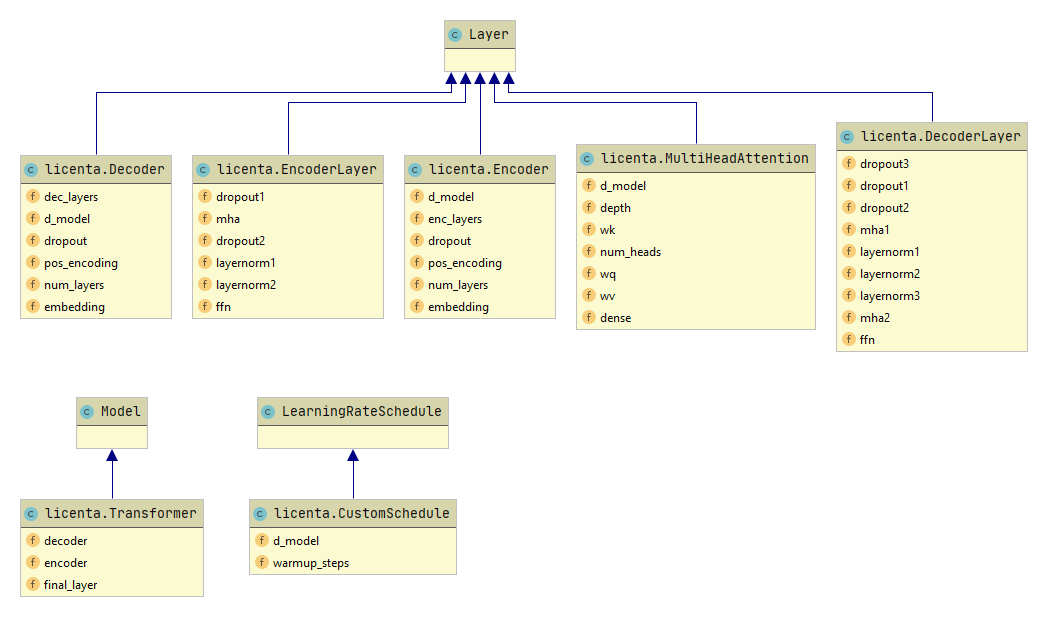 Layer
licenta.Decoder
dec_layers
d_model
dropout
pos_encoding
num_layers
embedding
licenta.EncoderLayer
dropout1
mha
dropout2
layernorm1
layernorm2
ffn
licenta.Encoder
d_model
enc_layers
dropout
pos_encoding
num_layers
embedding
licenta.MultiHeadAttention
d_model
depth
wk
num_heads
wq
wv
dense
licenta.DecoderLayer
dropout3
dropout1
dropout2
mha1
layernorm1
layernorm2
layernorm3
mha2
ffn
Model
licenta.Transformer
decoder
encoder
final_layer
LearningRateSchedule
licenta.CustomSchedule
d_model
warmup_steps